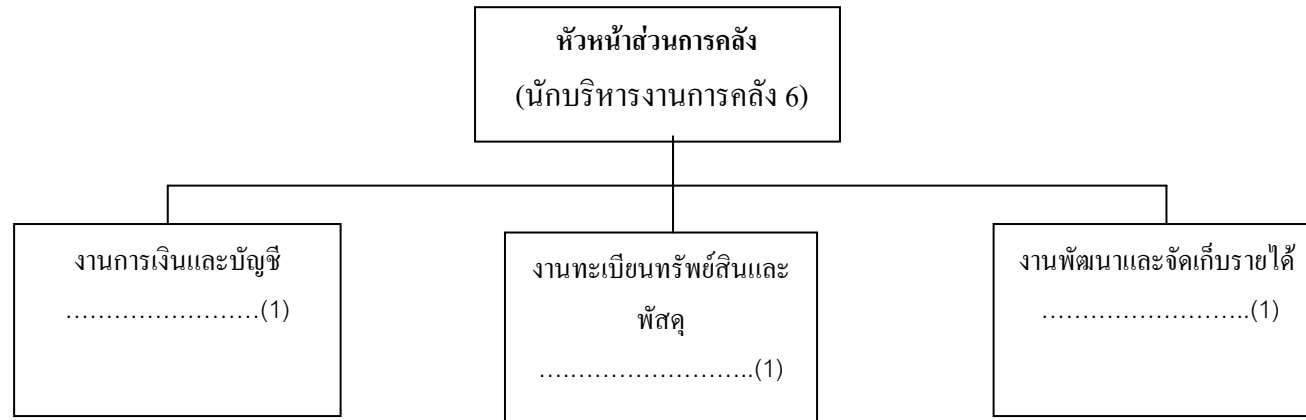 หัวหน้าส่วนการคลัง
(นักบริหารงานการคลัง 6)
งานการเงินและบัญชี
……………………(1)
งานทะเบียนทรัพย์สินและ
พัสดุ
….…………………..(1)
งานพัฒนาและจัดเก็บรายได้
……………………..(1)